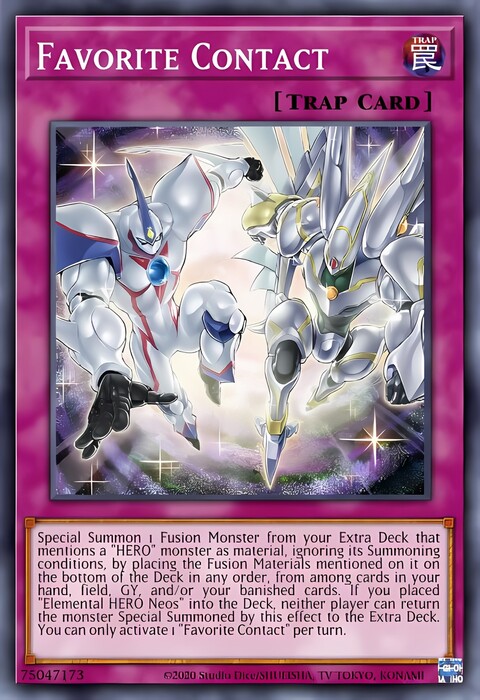 FAVORITE CONTACT
TRAP
罠
[TRAP CARD]
Special Summon 1 Fusion Monster from your Extra Deck that
mentions a "HERO" monster as material, ignoring its Summoning
conditions, by placing the Fusion Materials mentioned on it on
the bottom of the Deck in any order, from among cards in your
hand, field, GY, and/or your banished cards. If you placed
"Elemental HERO Neos" into the Deck, neither player can return
the monster Special Summoned by this effect to the Extra Deck.
You can only activate 1 "Favorite Contact" per turn.
75047173
©2020 Studio Dice/SHUEISHA, TV TOKYO, KONAMI